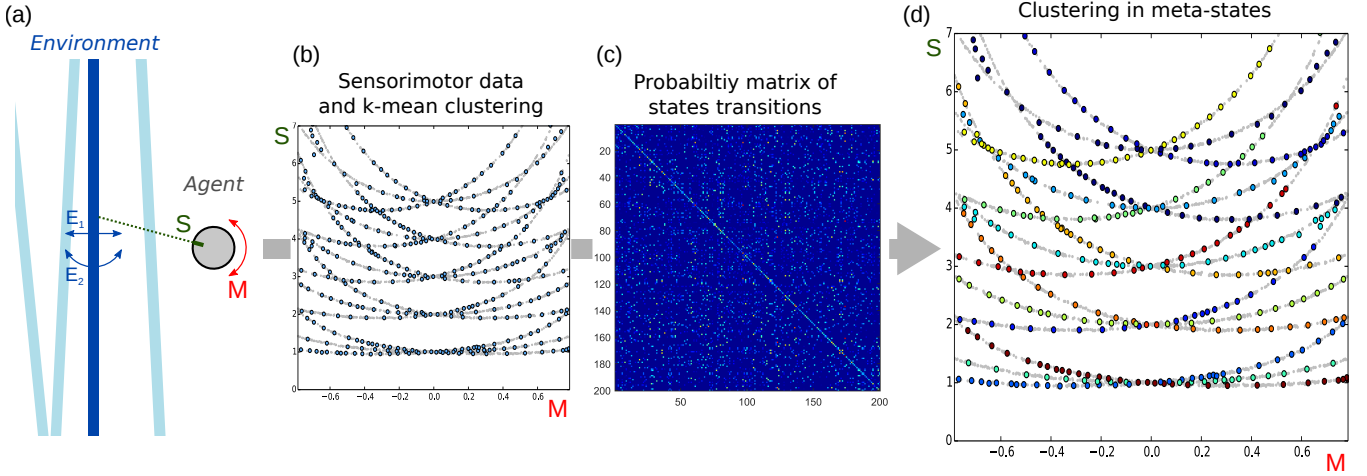 (a)
Environment
E1
E2
Agent
S
M
(b)
Sensorimotor data
and k-mean clustering
S
7
6
5
4
3
2
1
0
−0.6 −0.4 −0.2 0.0 0.2 0.4 0.6
M
(c)
Probabiltiy matrix of
states transitions
20
40
60
80
100
120
140
160
180
200
50 100 150 200
(d)
Clustering in meta-states
S
7
6
5
4
3
2
1
0
−0.6 −0.4 −0.2 0.0 0.2 0.4 0.6
M